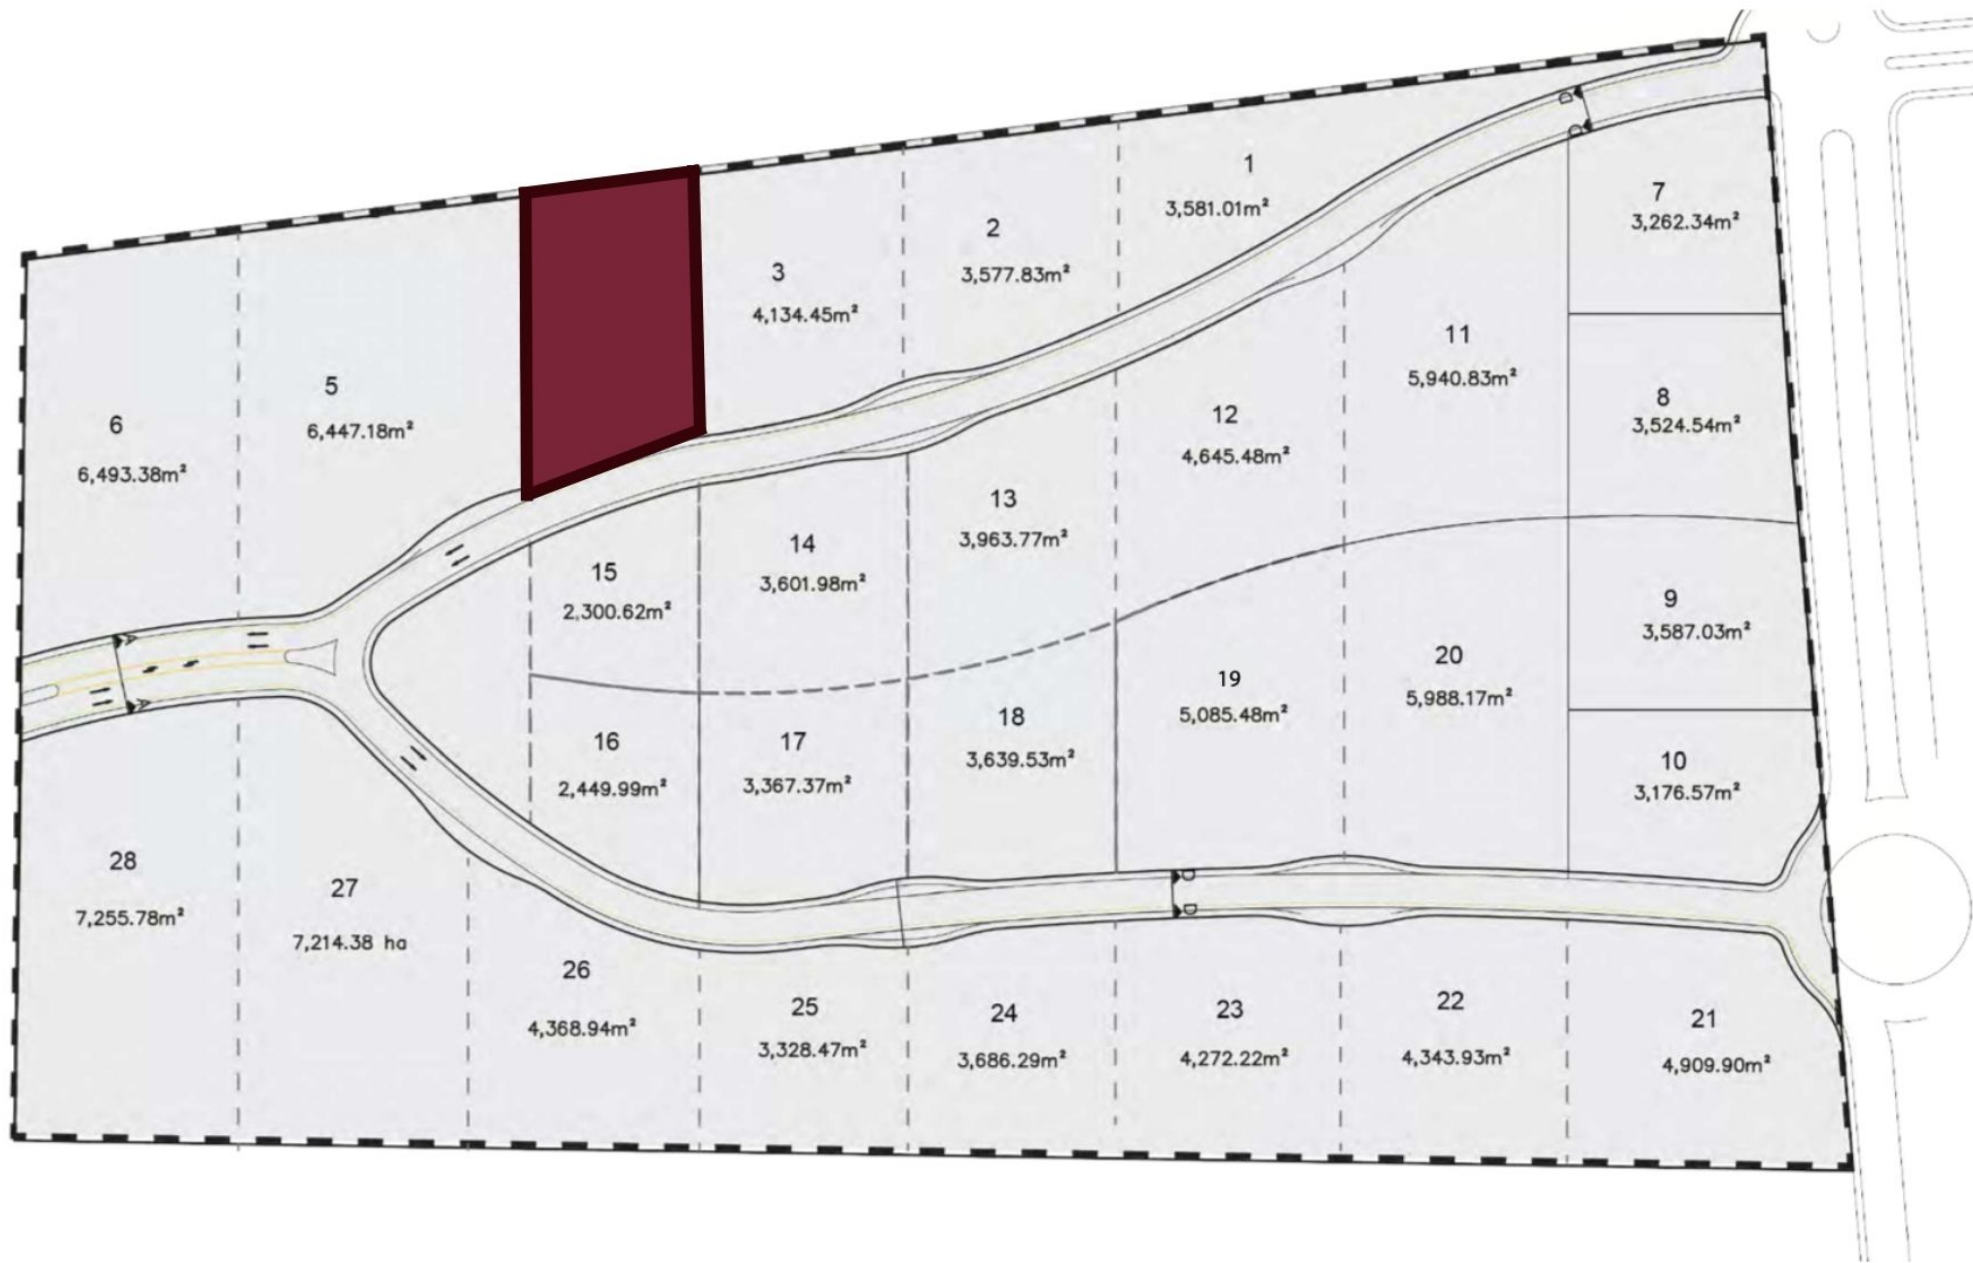 1
3,581.01m²
2
3,577.83m²
3
4,134.45m²
5
6,447.18m²
6
6,493.38m²
7
3,262.34m²
8
3,524.54m²
9
3,587.03m²
10
3,176.57m²
11
5,940.83m²
12
4,645.48m²
13
3,963.77m²
14
3,601.98m²
15
2,300.62m²
16
2,449.99m²
17
3,367.37m²
18
3,639.53m²
19
5,085.48m²
20
5,988.17m²
21
4,909.90m²
22
4,343.93m²
23
4,272.22m²
24
3,686.29m²
25
3,328.47m²
26
4,368.94m²
27
7,214.38 ha
28
7,255.78m²